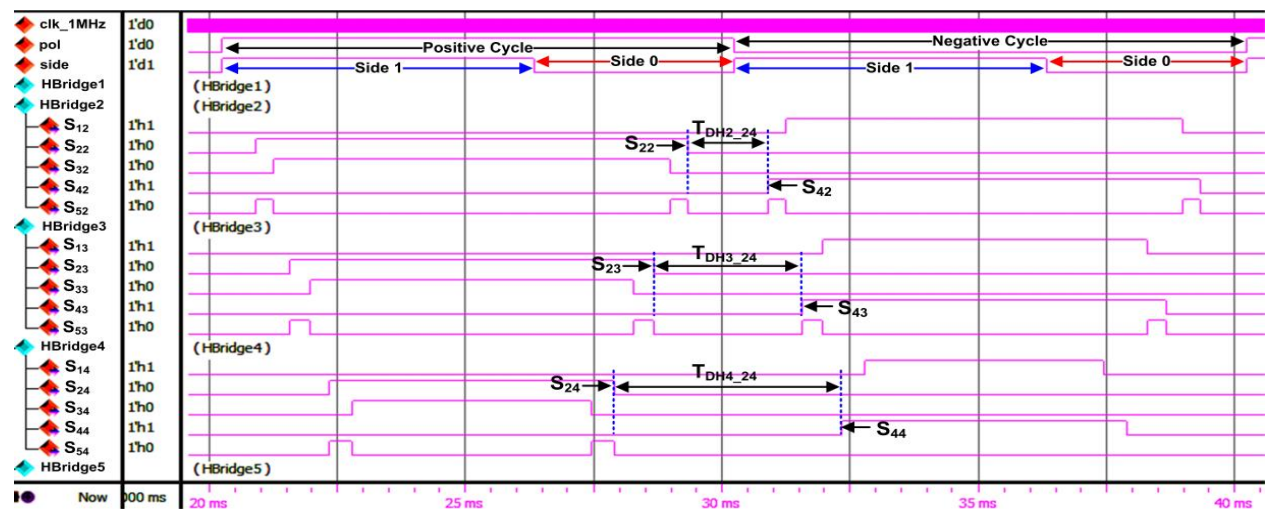 clk_1MHz 1'd0
pol 1'd0 Positive Cycle Negative Cycle
side 1'd1 Side 1 Side 0 Side 1 Side 0
HBridge1 (HBridge1)
HBridge2 (HBridge2)
S12 1'h1 TDH2_24
S22 1'h0 S22
S32 1'h0
S42 1'h1 S42
S52 1'h0
HBridge3 (HBridge3)
S13 1'h1 TDH3_24
S23 1'h0 S23
S33 1'h0
S43 1'h1 S43
S53 1'h0
HBridge4 (HBridge4)
S14 1'h1 TDH4_24
S24 1'h0 S24
S34 1'h0
S44 1'h1 S44
S54 1'h0
HBridge5 (HBridge5)
Now 000 ms 20 ms 25 ms 30 ms 35 ms 40 ms